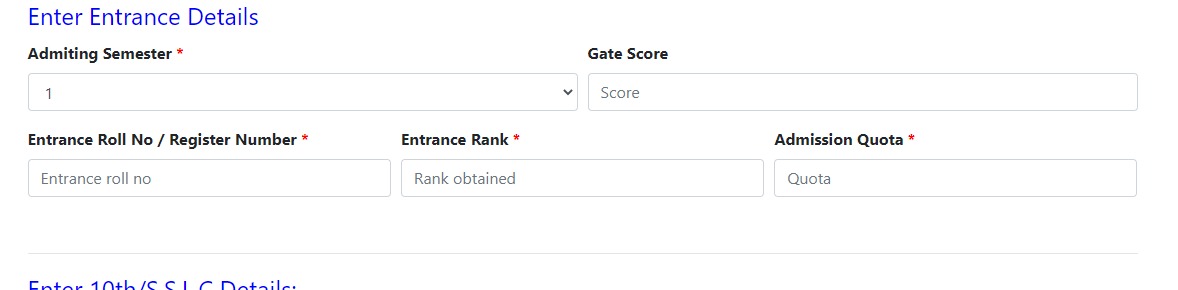 Enter Entrance Details
Admiting Semester *
Gate Score
1
Score
Entrance Roll No / Register Number *
Entrance Rank *
Admission Quota *
Entrance roll no
Rank obtained
Quota
Enter 10th/S.S.L.C Details: